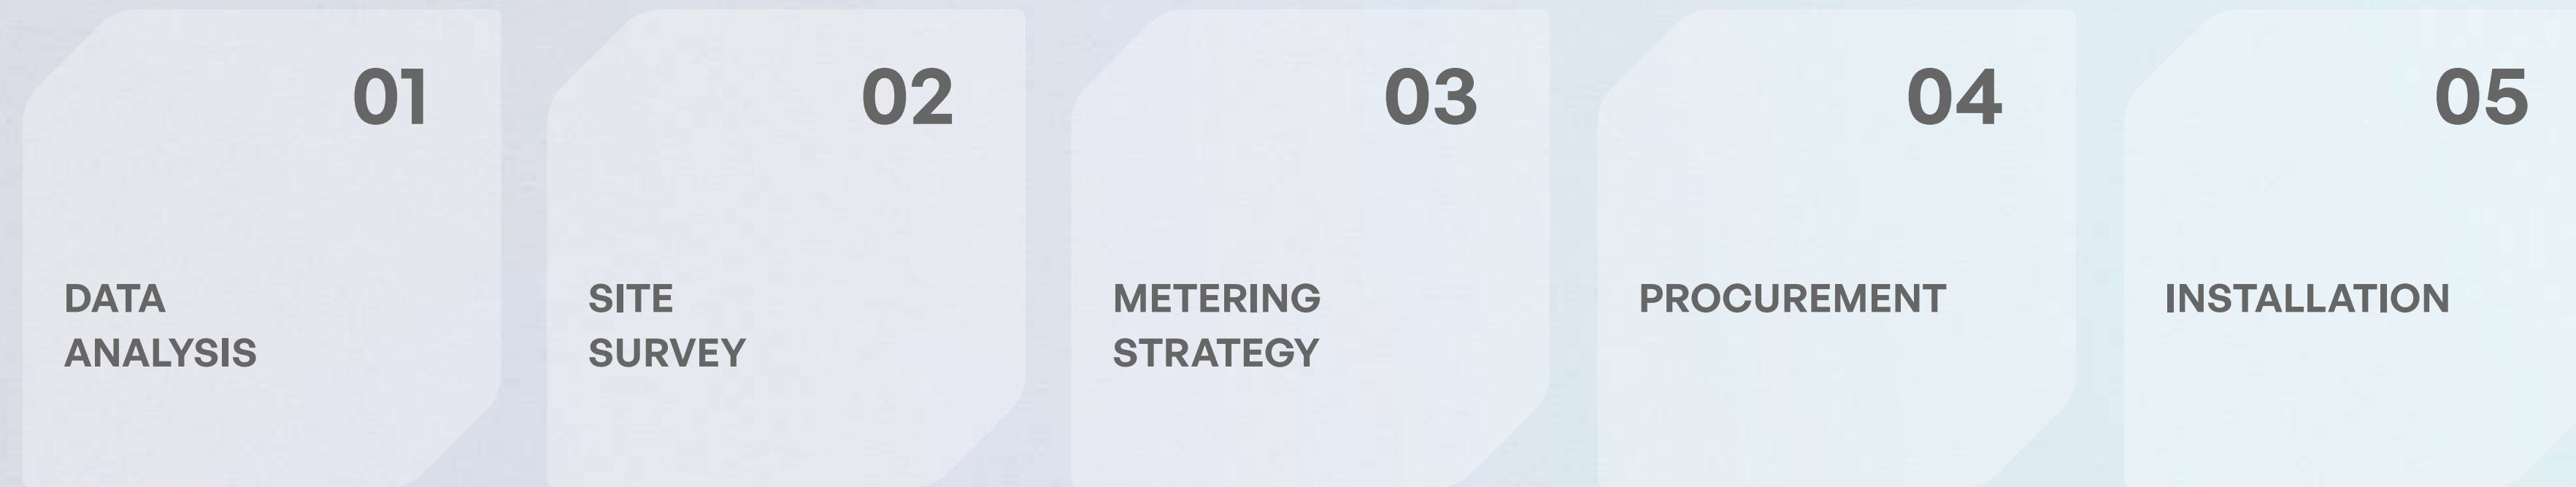 01
DATA
ANALYSIS
02
SITE
SURVEY
03
METERING
STRATEGY
04
PROCUREMENT
05
INSTALLATION